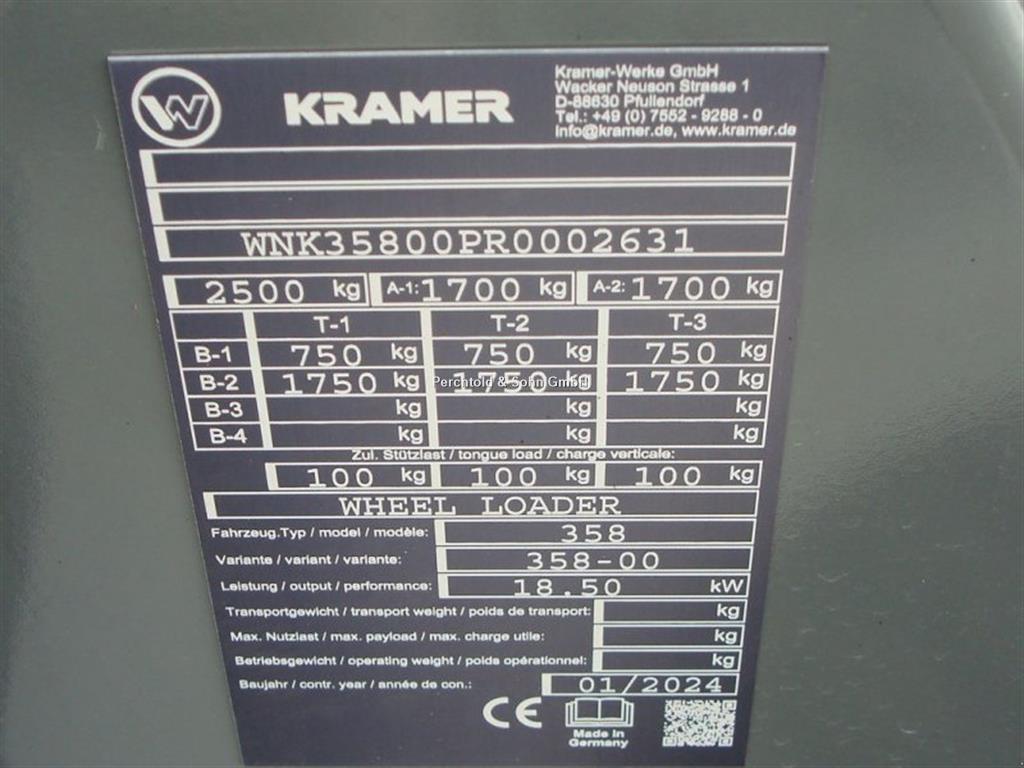 W KRAMER
Kramer-Werke GmbH
Wacker Neuson Strasse 1
D-88630 Pfullendorf
Tel.: +49 (0) 7552 - 9288 - 0
Info@kramer.de, www.kramer.de
WNK35800PR0002631
2500 kg A-1: 1700 kg A-2: 1700 kg
T-1 T-2 T-3
B-1 750 kg 750 kg 750 kg
B-2 1750 kg 1750 kg 1750 kg
Perchtold & Sohn GmbH
B-3 kg kg kg
B-4 kg kg kg
Zul. Stützlast / tongue load / charge verticale:
100 kg 100 kg 100 kg
WHEEL LOADER
Fahrzeug.Typ / model / modèle: 358
Variante / variant / variante: 358-00
Leistung / output / performance: 18.50 kW
Transportgewicht / transport weight / poids de transport: kg
Max. Nutzlast / max. payload / max. charge utile: kg
Betriebsgewicht / operating weight / poids opérationnel: kg
Baujahr / contr. year / année de con.: 01/2024
CE
Made in
Germany